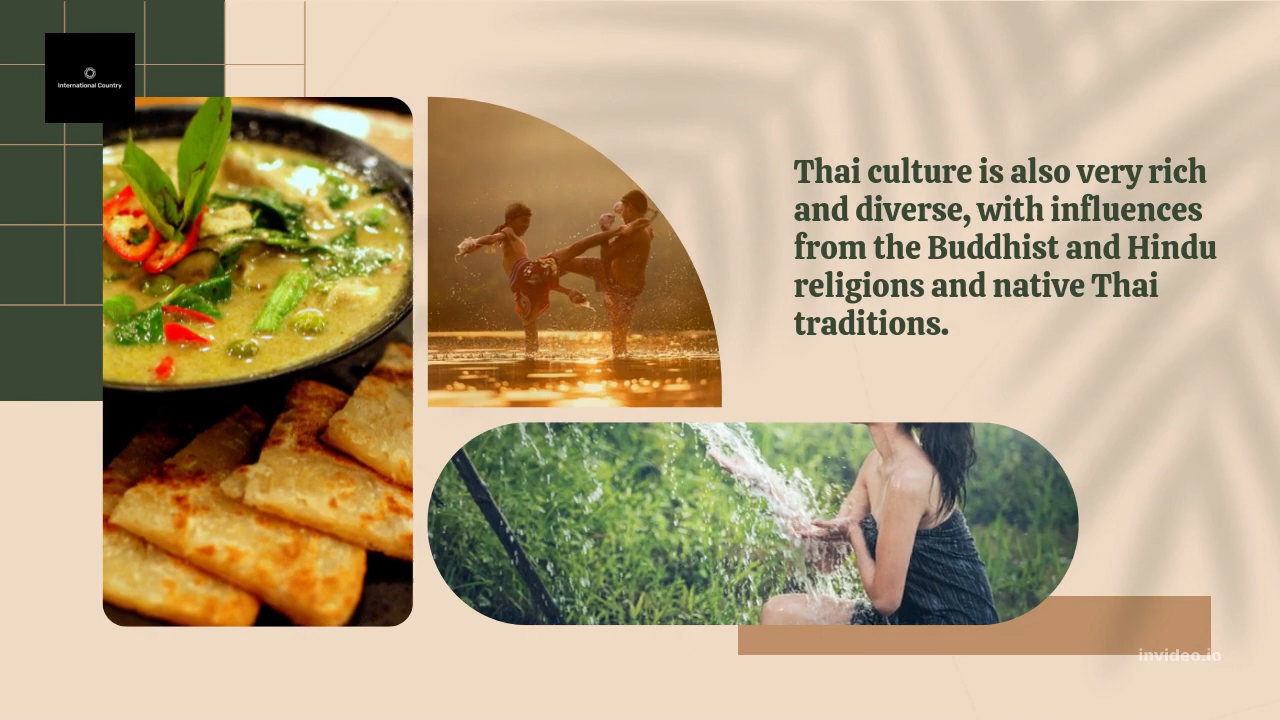 International Country
Thai culture is also very rich
and diverse, with influences
from the Buddhist and Hindu
religions and native Thai
traditions.
invideo.io